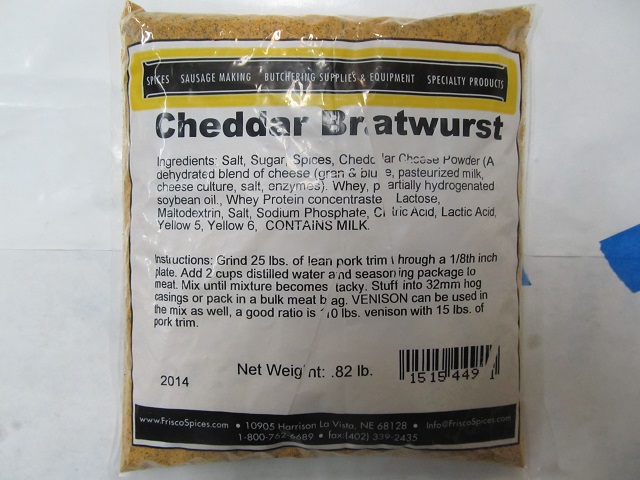 SPICES SAUSAGE MAKING BUTCHERING SUPPLIES & EQUIPMENT SPECIALTY PRODUCTS
Cheddar Bratwurst
Ingredients: Salt, Sugar, Spices, Cheddar Cheese Powder (A
dehydrated blend of cheese (gran & blue, pasteurized milk,
cheese culture, salt, enzymes). Whey, partially hydrogenated
soybean oil., Whey Protein concentraste Lactose,
Maltodextrin, Salt, Sodium Phosphate, Citric Acid, Lactic Acid,
Yellow 5, Yellow 6, CONTAINS MILK.
Instructions: Grind 25 lbs. of lean pork trim through a 1/8th inch
plate. Add 2 cups distilled water and seasoning package to
meat. Mix until mixture becomes tacky. Stuff into 32mm hog
casings or pack in a bulk meat bag. VENISON can be used in
the mix as well, a good ratio is 10 lbs. venison with 15 lbs. of
pork trim.
Net Weight: .82 lb.
2014
1515449
www.FriscoSpices.com • 10905 Harrison La Vista, NE 68128 • Info@FriscoSpices.com
1-800-762-6689 • fax:(402) 339-2435